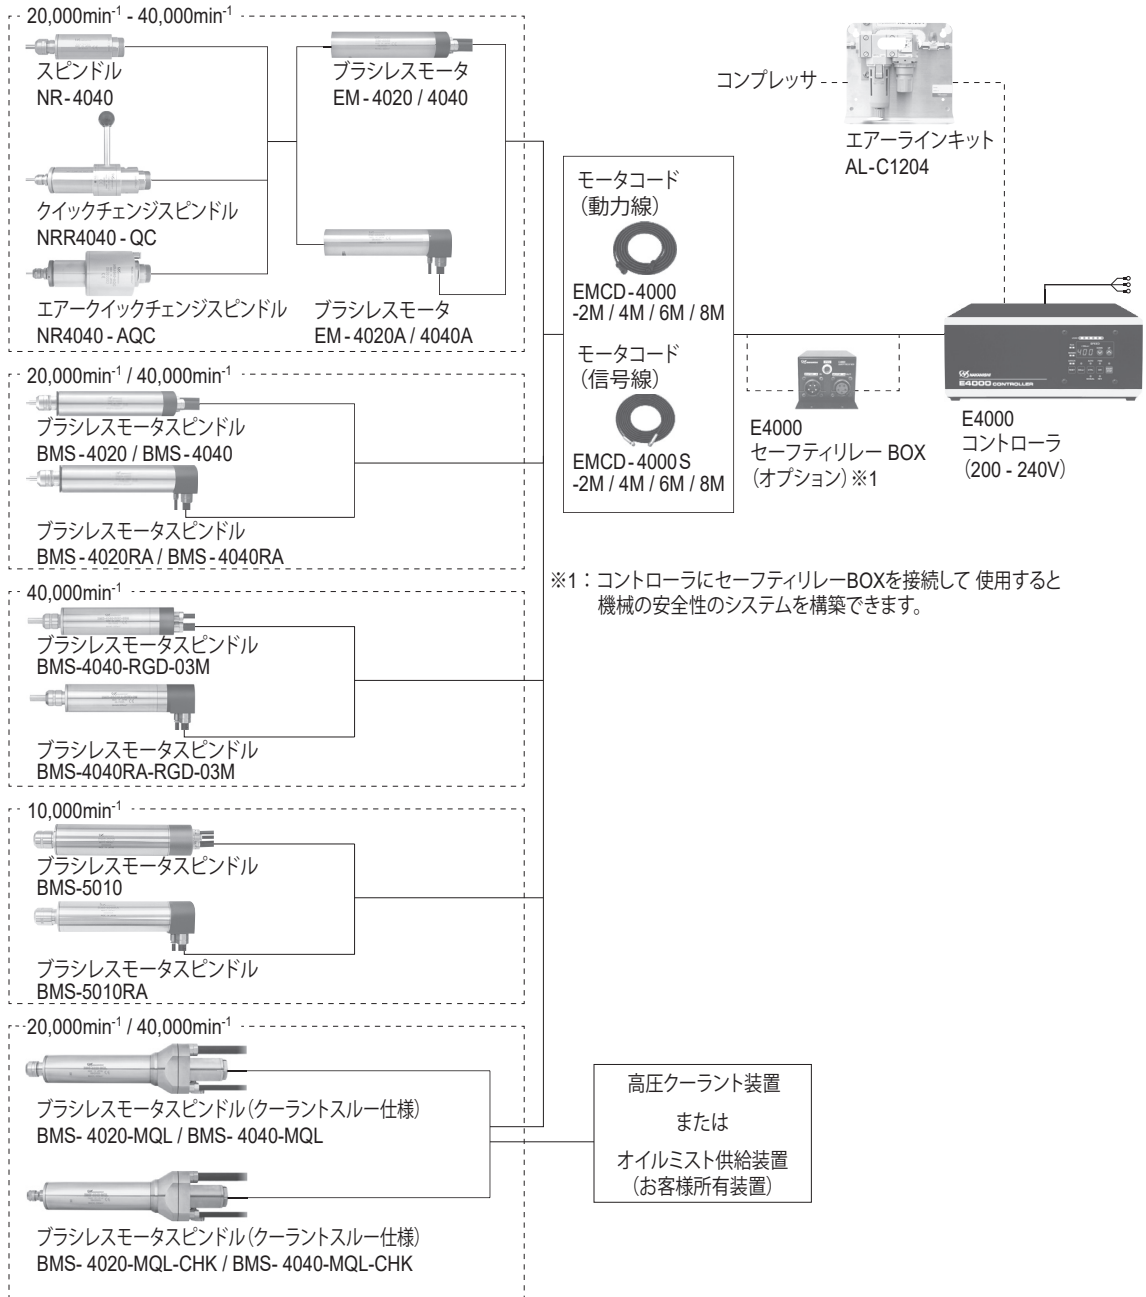 20,000min-1 - 40,000min-1
スピンドル
NR-4040
クイックチェンジスピンドル
NRR4040-QC
エアークイックチェンジスピンドル
NR4040-AQC
ブラシレスモータ
EM-4020 / 4040
ブラシレスモータ
EM-4020A / 4040A
20,000min-1 / 40,000min-1
ブラシレスモータスピンドル
BMS-4020 / BMS-4040
ブラシレスモータスピンドル
BMS-4020RA / BMS-4040RA
40,000min-1
ブラシレスモータスピンドル
BMS-4040-RGD-03M
ブラシレスモータスピンドル
BMS-4040RA-RGD-03M
10,000min-1
ブラシレスモータスピンドル
BMS-5010
ブラシレスモータスピンドル
BMS-5010RA
20,000min-1 / 40,000min-1
ブラシレスモータスピンドル(クーラントスルー仕様)
BMS- 4020-MQL / BMS- 4040-MQL
ブラシレスモータスピンドル(クーラントスルー仕様)
BMS- 4020-MQL-CHK / BMS- 4040-MQL-CHK
モータコード
(動力線)
EMCD-4000
-2M / 4M / 6M / 8M
モータコード
(信号線)
EMCD-4000S
-2M / 4M / 6M / 8M
コンプレッサ
エアーラインキット
AL-C1204
E4000
セーフティリレー BOX
(オプション)※1
NAKANISHI
E4000 CONTROLLER
E4000
コントローラ
(200 - 240V)
※1：コントローラにセーフティリレーBOXを接続して 使用すると
機械の安全性のシステムを構築できます。
高圧クーラント装置
または
オイルミスト供給装置
(お客様所有装置)